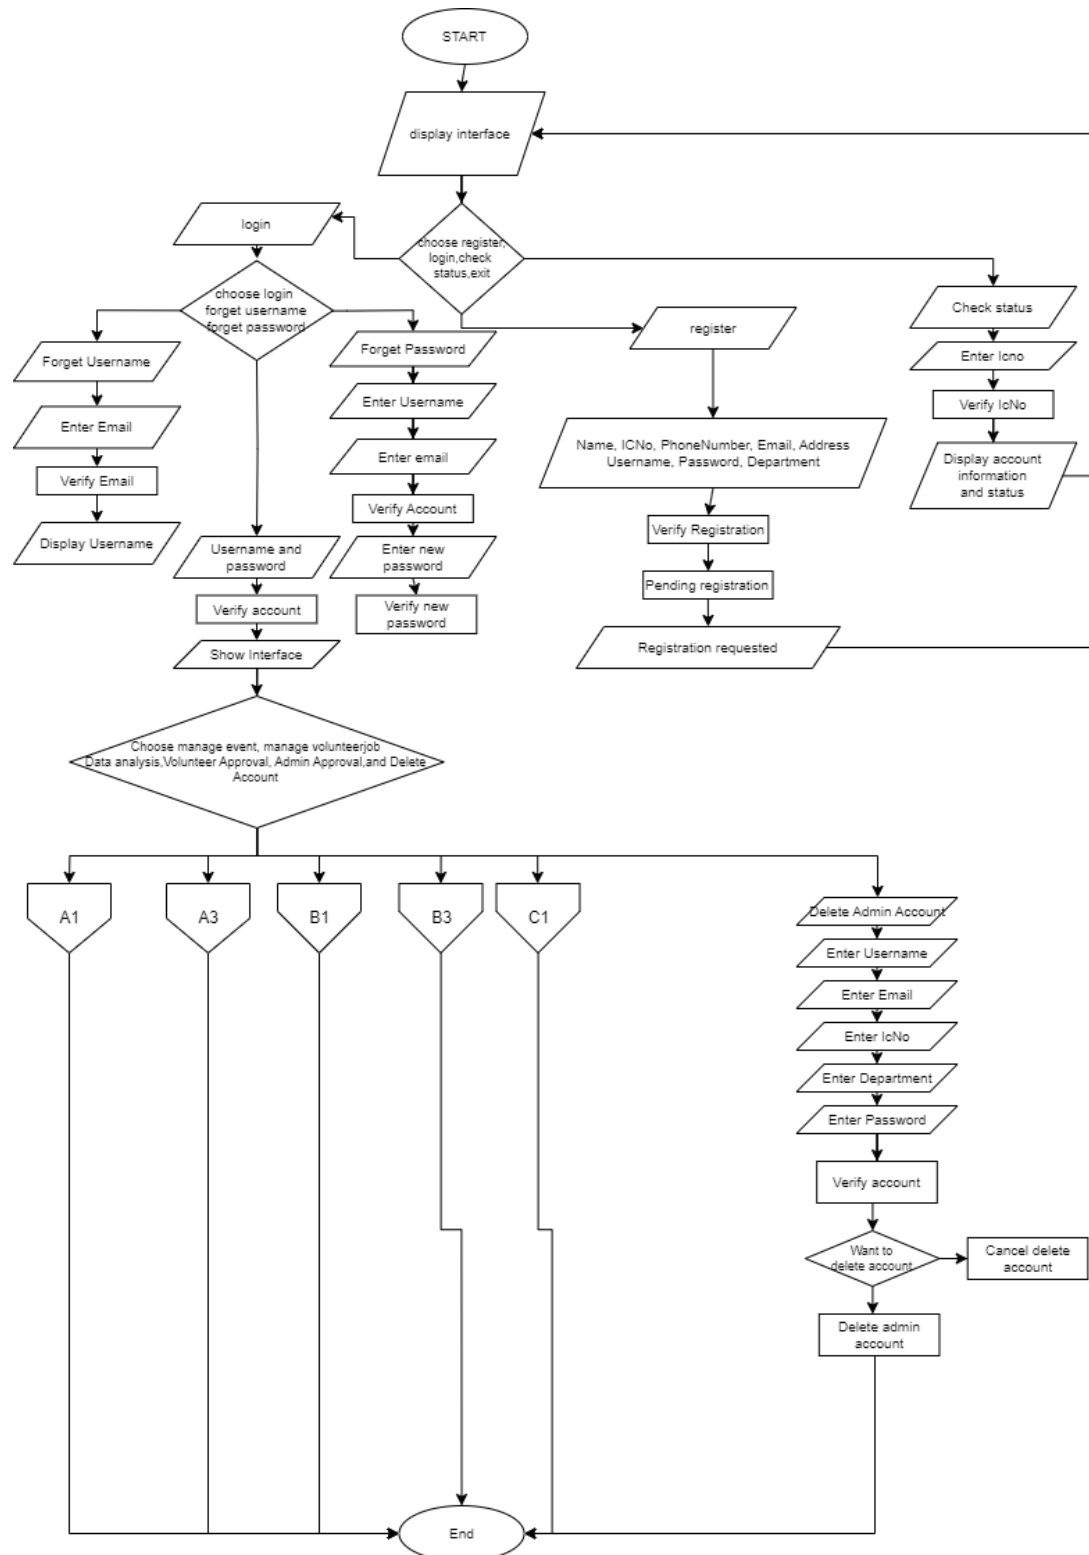 START
display interface
choose register,
login,check
status,exit
login
choose login
forget username
forget password
Forget Username
Enter Email
Verify Email
Display Username
Forget Password
Enter Username
Enter email
Verify Account
Enter new
password
Verify new
password
Username and
password
Verify account
Show Interface
register
Name, ICNo, PhoneNumber, Email, Address
Username, Password, Department
Verify Registration
Pending registration
Registration requested
Check status
Enter Icno
Verify IcNo
Display account
information
and status
Choose manage event, manage volunteerjob
Data analysis,Volunteer Approval, Admin Approval,and Delete
Account
A1
A3
B1
B3
C1
Delete Admin Account
Enter Username
Enter Email
Enter IcNo
Enter Department
Enter Password
Verify account
Want to
delete account
Cancel delete
account
Delete admin
account
End